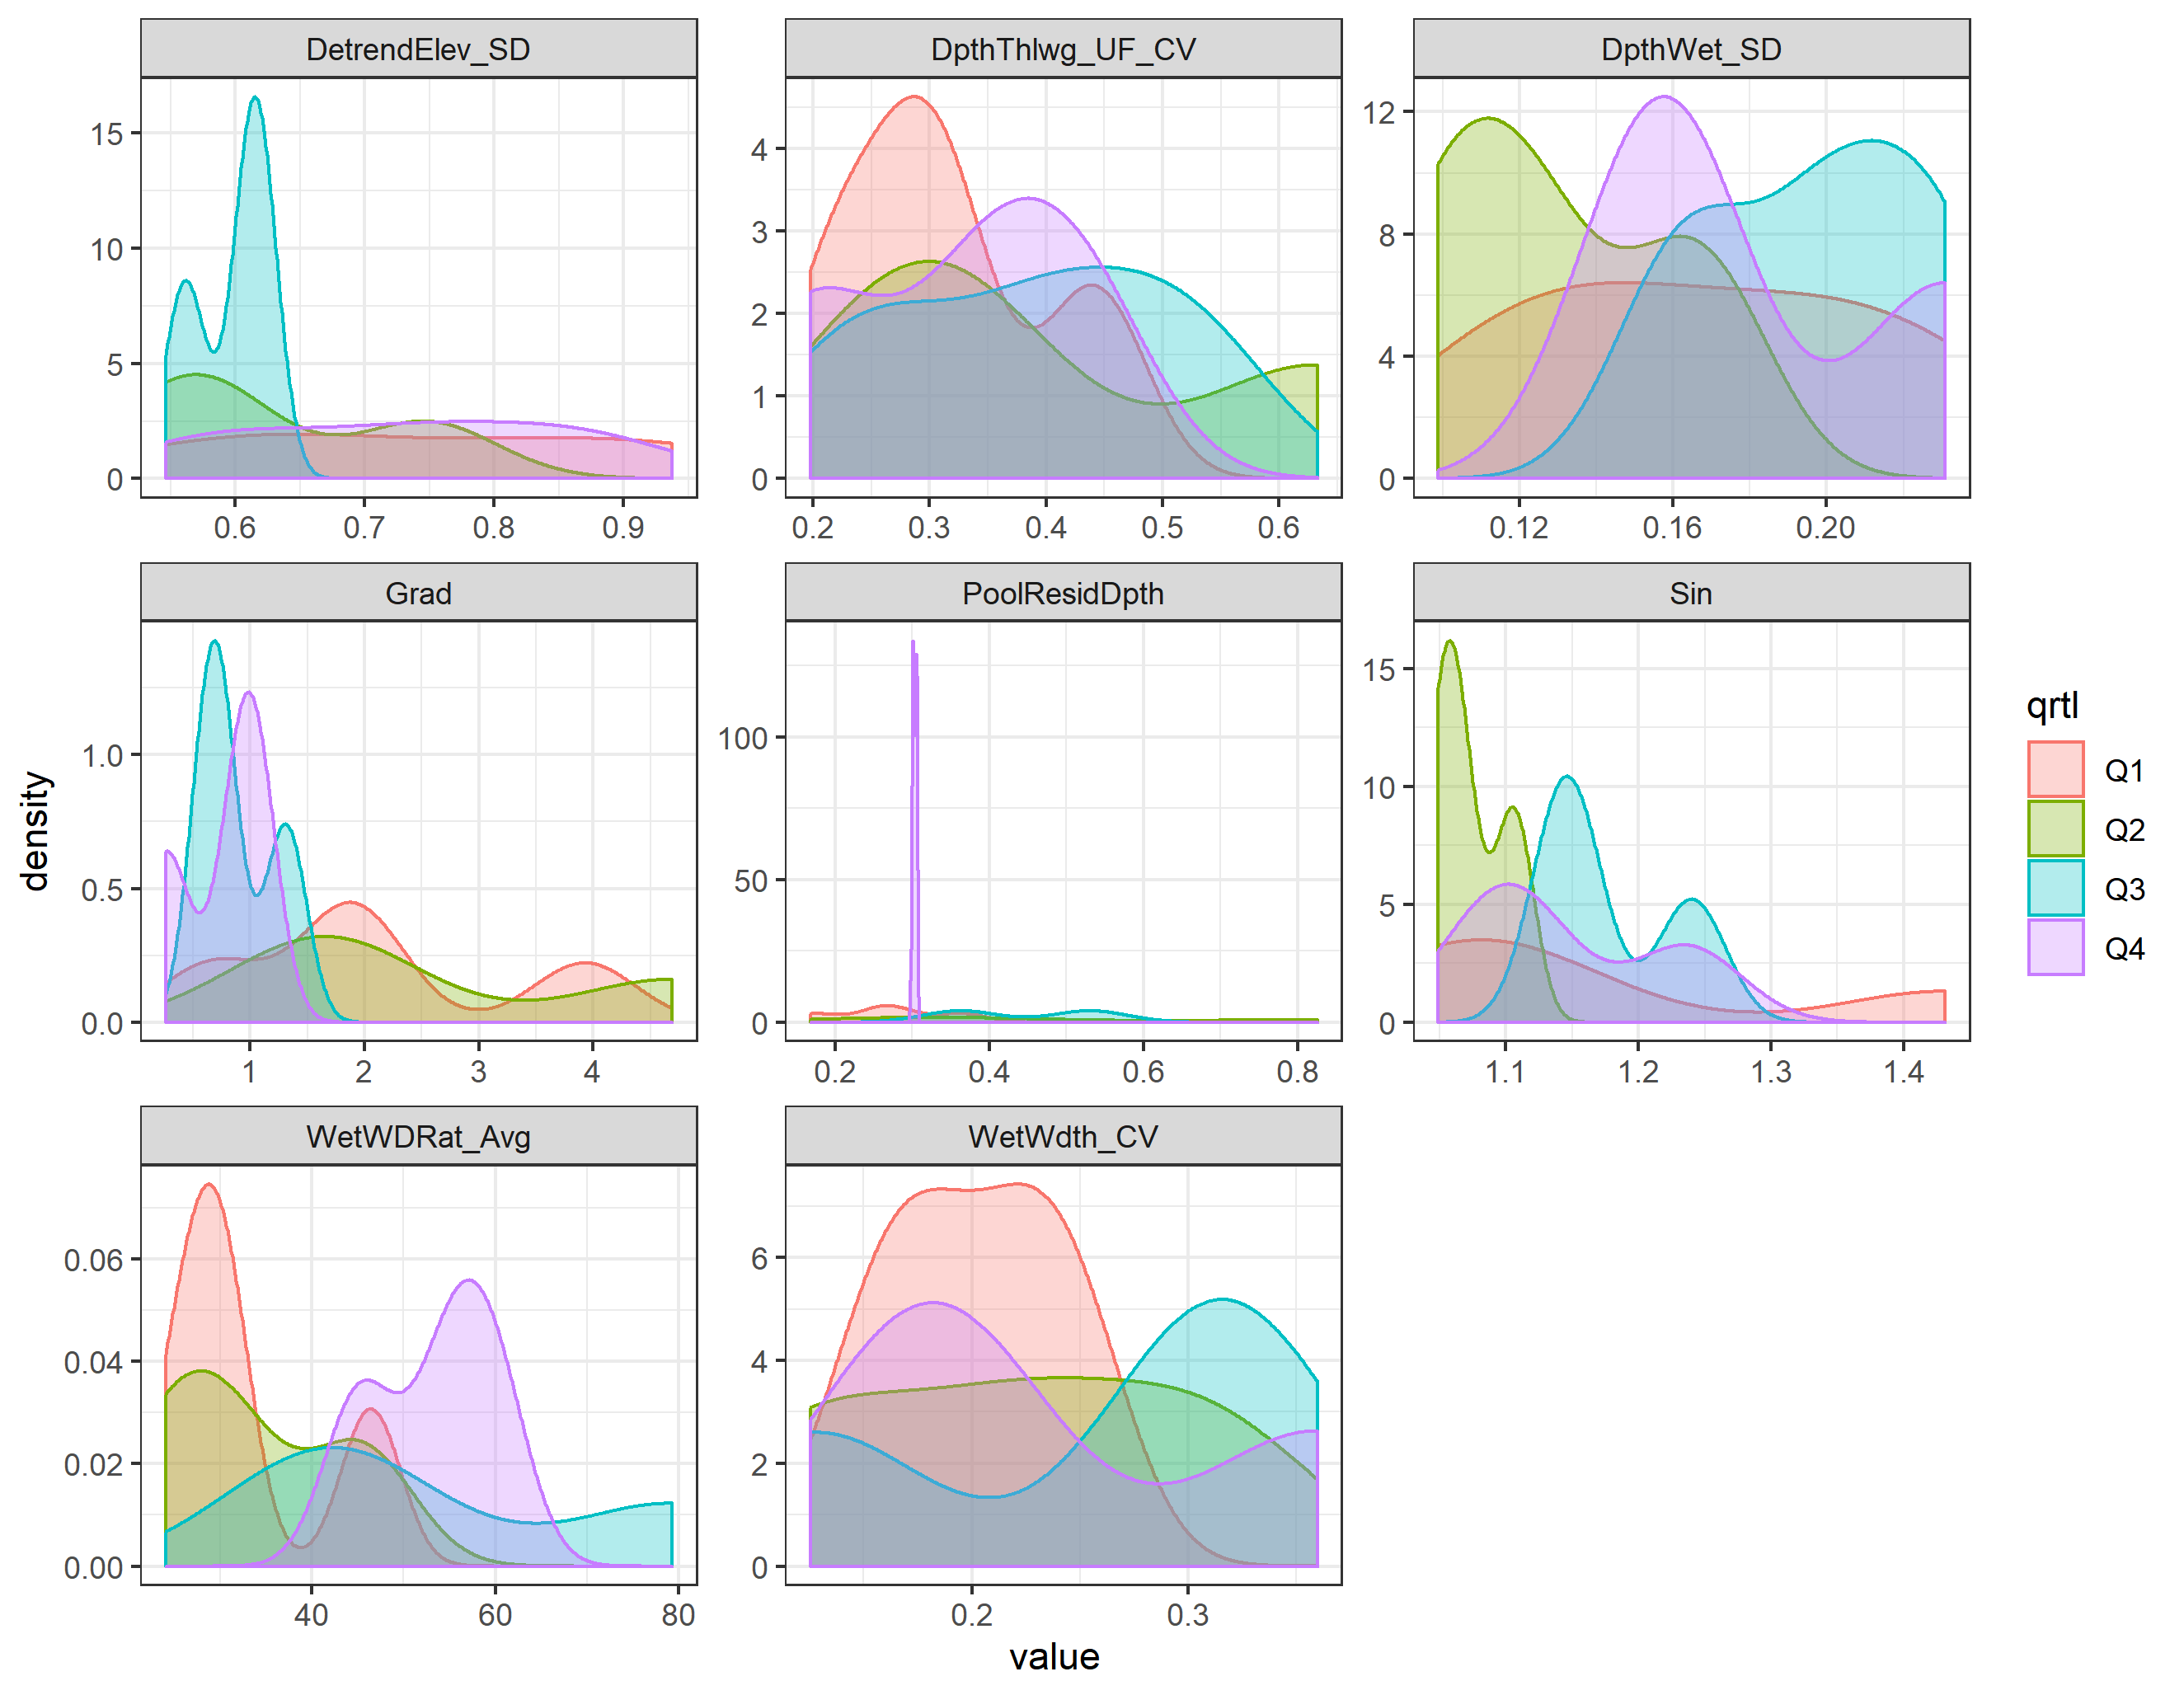 DetrendElev_SD
DpthThlwg_UF_CV
DpthWet_SD
15
10
5
0
0.6 0.7 0.8 0.9
4
3
2
1
0
0.2 0.3 0.4 0.5 0.6
12
8
4
0
0.12 0.16 0.20
Grad
PoolResidDpth
Sin
1.0
0.5
0.0
1 2 3 4
100
50
0
0.2 0.4 0.6 0.8
15
10
5
0
1.1 1.2 1.3 1.4
WetWDRat_Avg
WetWdth_CV
0.06
0.04
0.02
0.00
40 60 80
6
4
2
0
0.2 0.3
density
value
qrtl
Q1
Q2
Q3
Q4